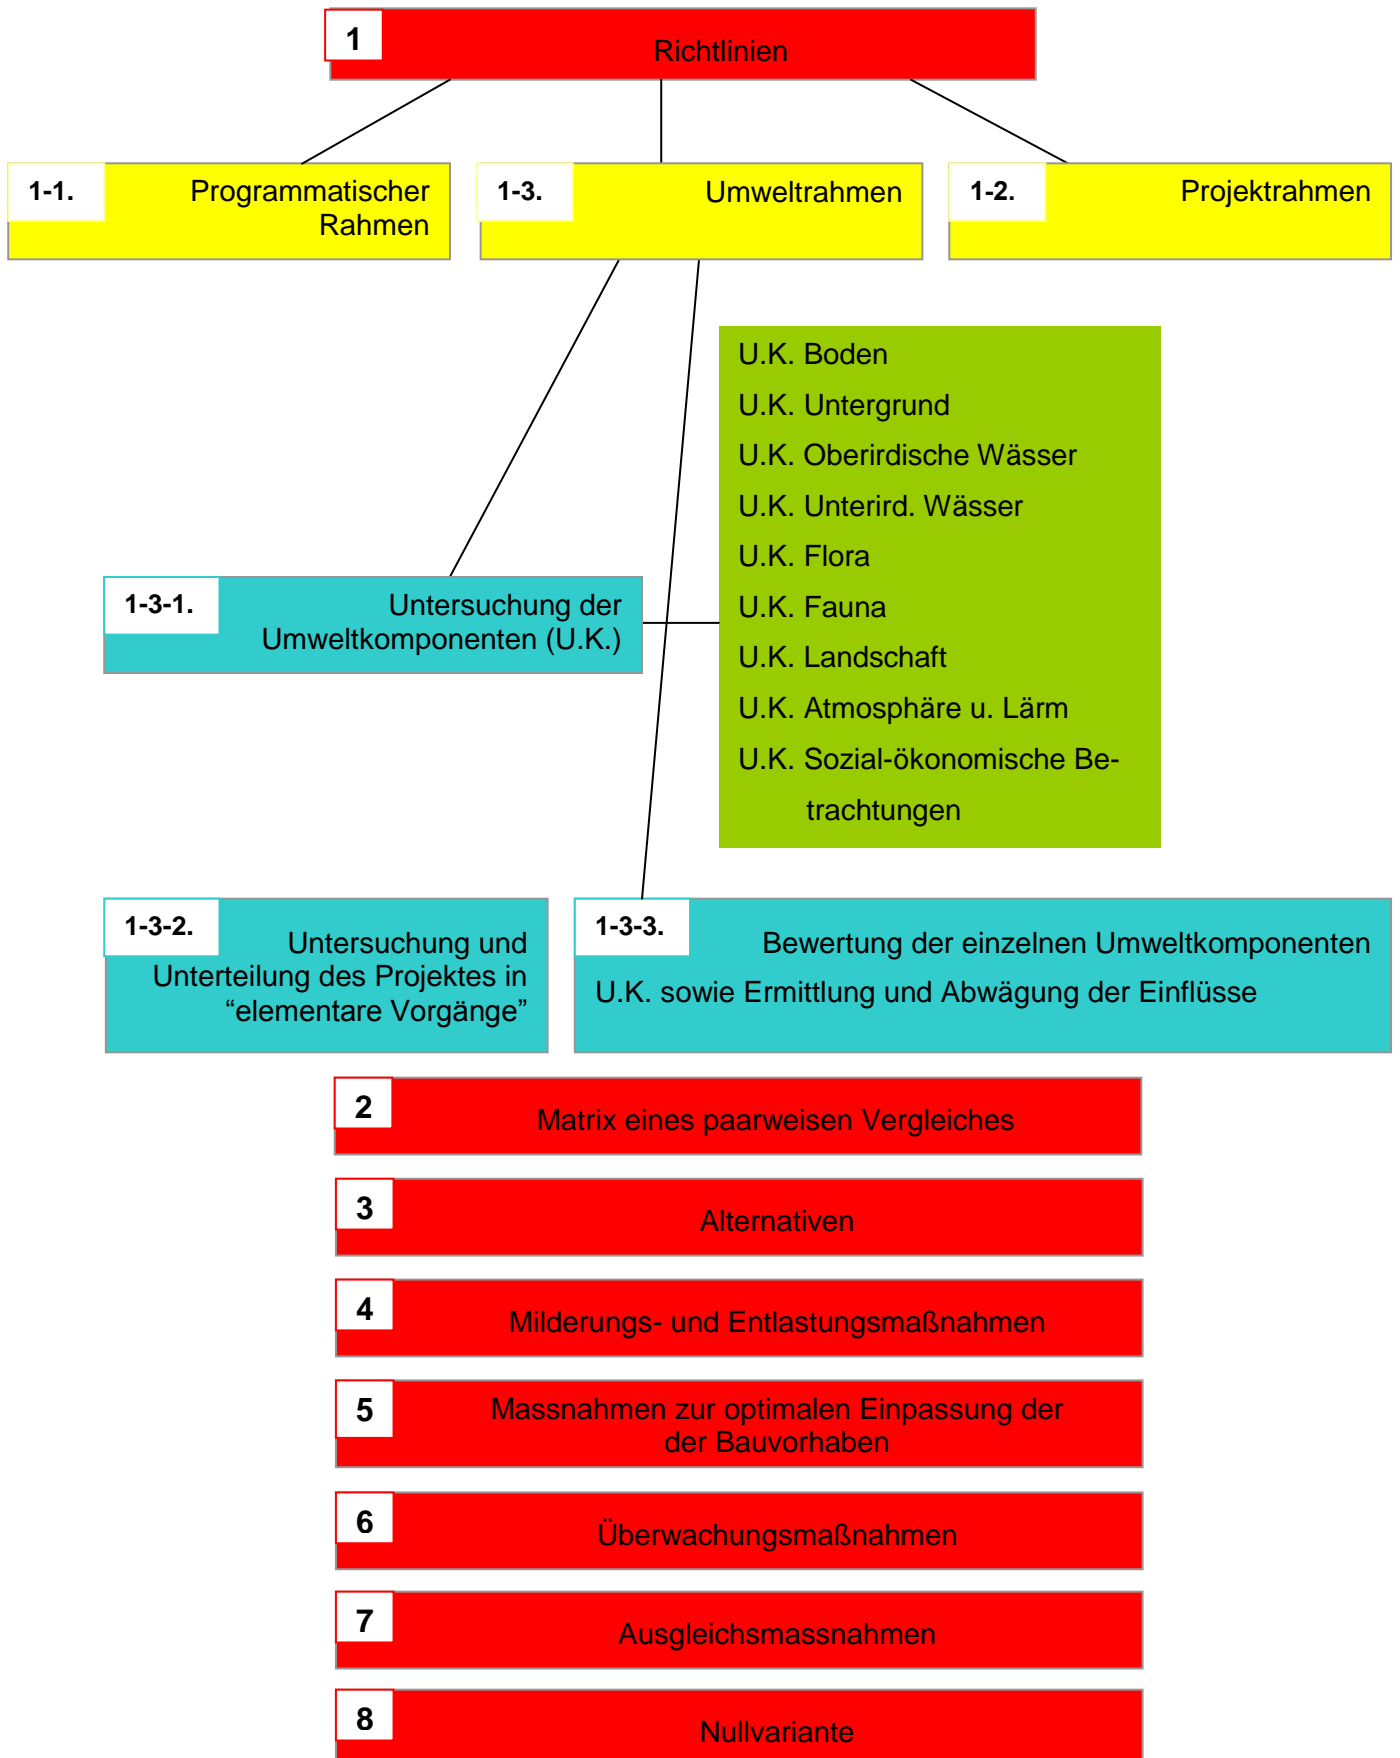 1
Richtlinien
1-1.
Programmatischer
Rahmen
1-3.
Umweltrahmen
1-2.
Projektrahmen
U.K. Boden
U.K. Untergrund
U.K. Oberirdische Wässer
U.K. Unterird. Wässer
U.K. Flora
U.K. Fauna
U.K. Landschaft
U.K. Atmosphäre u. Lärm
U.K. Sozial-ökonomische Be-
trachtungen
1-3-1.
Untersuchung der
Umweltkomponenten (U.K.)
1-3-2.
Untersuchung und
Unterteilung des Projektes in
“elementare Vorgänge”
1-3-3.
Bewertung der einzelnen Umweltkomponenten
U.K. sowie Ermittlung und Abwägung der Einflüsse
2
Matrix eines paarweisen Vergleiches
3
Alternativen
4
Milderungs- und Entlastungsmaßnahmen
5
Massnahmen zur optimalen Einpassung der
der Bauvorhaben
6
Überwachungsmaßnahmen
7
Ausgleichsmassnahmen
8
Nullvariante